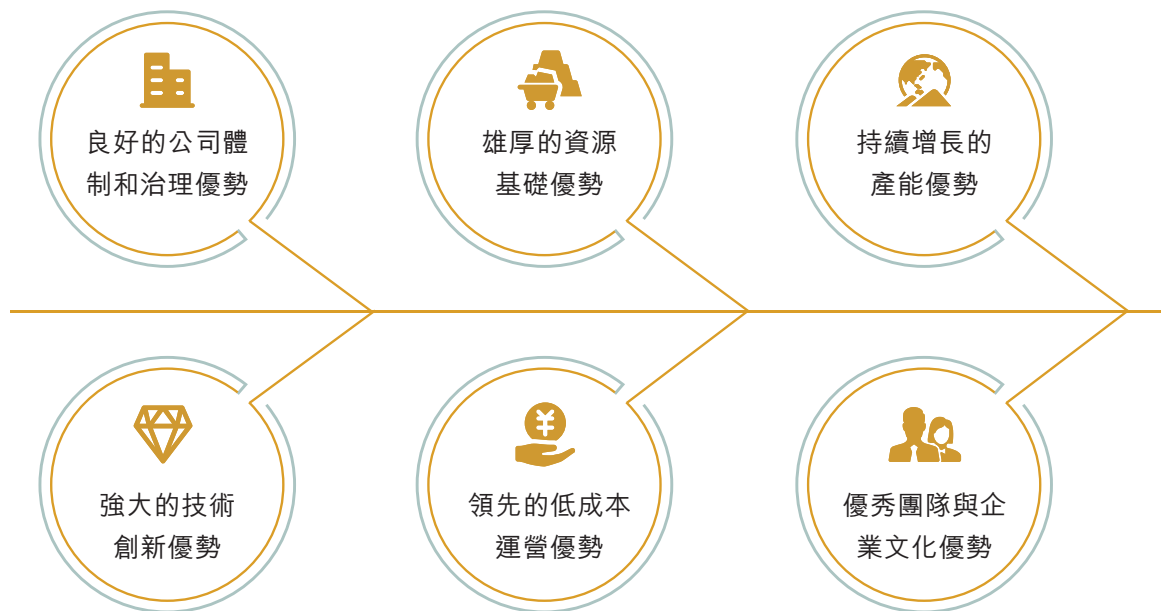 良好的公司體
制和治理優勢
雄厚的資源
基礎優勢
持續增長的
產能優勢
強大的技術
創新優勢
領先的低成本
運營優勢
優秀團隊與企
業文化優勢